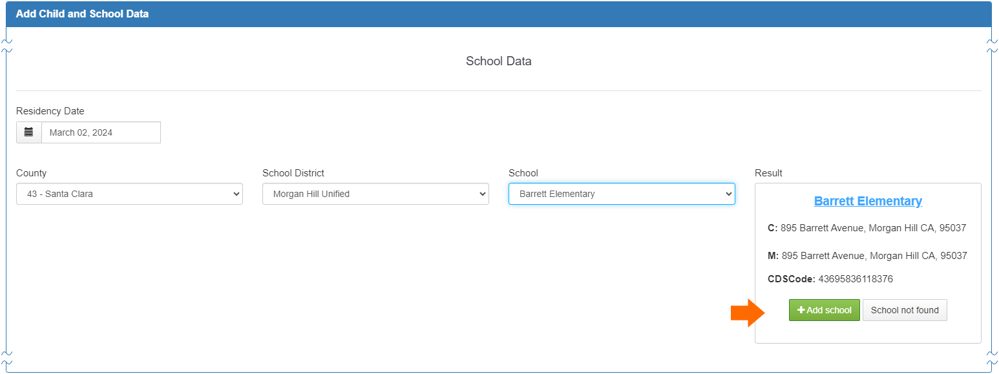 Add Child and School Data
School Data
Residency Date
March 02, 2024
County
43 - Santa Clara
School District
Morgan Hill Unified
School
Barrett Elementary
Result
Barrett Elementary
C: 895 Barrett Avenue, Morgan Hill CA, 95037
M: 895 Barrett Avenue, Morgan Hill CA, 95037
CDSCode: 43695836118376
+ Add school
School not found